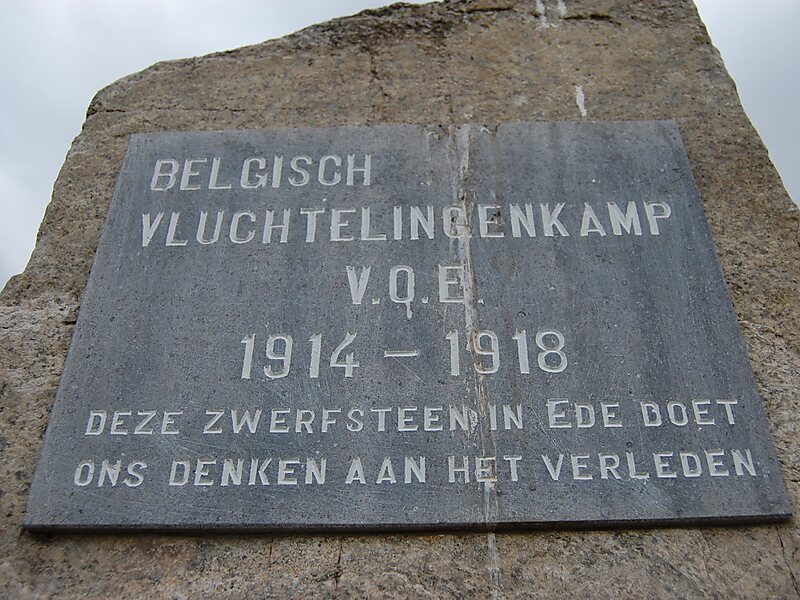 BELGISCH
VLUCHTELINGENKAMP
V.O.E.
1914 – 1918
DEZE ZWERFSTEEN IN EDE DOET
ONS DENKEN AAN HET VERLEDEN